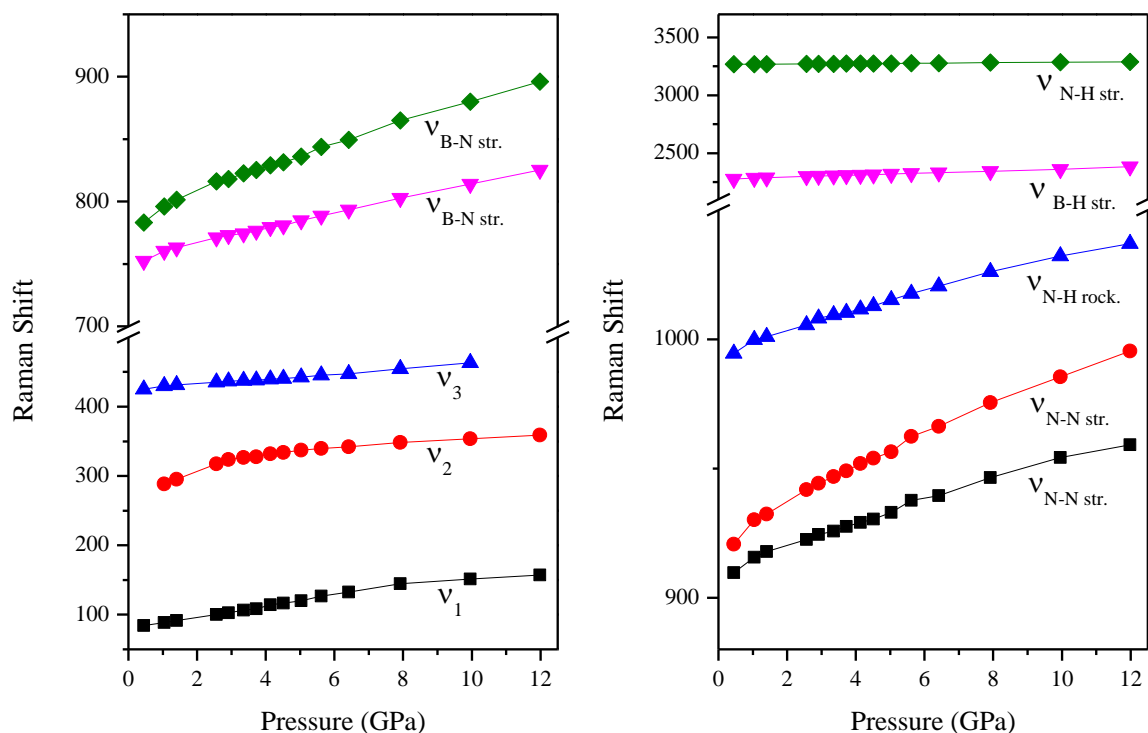 Raman Shift
900
800
700
400
300
200
100
0
2
4
6
8
10
12
Pressure (GPa)
ν B-N str.
ν B-N str.
ν3
ν2
ν1
Raman Shift
3500
3000
2500
1000
900
0
2
4
6
8
10
12
Pressure (GPa)
ν N-H str.
ν B-H str.
ν N-H rock.
ν N-N str.
ν N-N str.